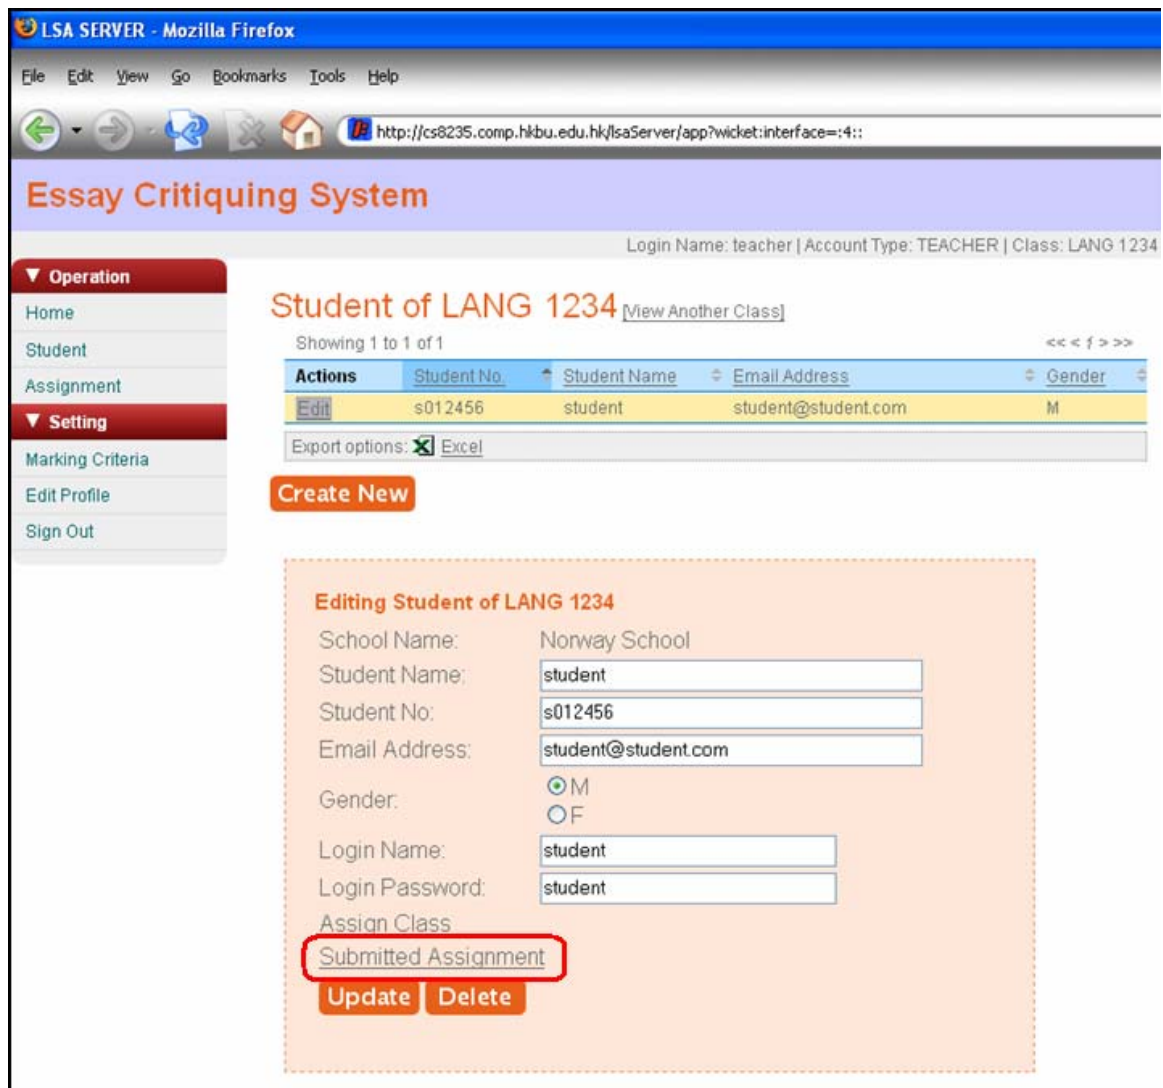 LSA SERVER - Mozilla Firefox
File Edit View Go Bookmarks Tools Help
http://cs8235.comp.hkbu.edu.hk/lsaServer/app?wicket:interface=:4::
Essay Critiquing System
Login Name: teacher | Account Type: TEACHER | Class: LANG 1234
▼ Operation
Home
Student
Assignment
▼ Setting
Marking Criteria
Edit Profile
Sign Out
Student of LANG 1234 [View Another Class]
Showing 1 to 1 of 1 << < 1 > >>
Actions Student No. Student Name Email Address Gender
Edit s012456 student student@student.com M
Export options: Excel
Create New
Editing Student of LANG 1234
School Name: Norway School
Student Name: student
Student No: s012456
Email Address: student@student.com
Gender: M
F
Login Name: student
Login Password: student
Assign Class
Submitted Assignment
Update Delete